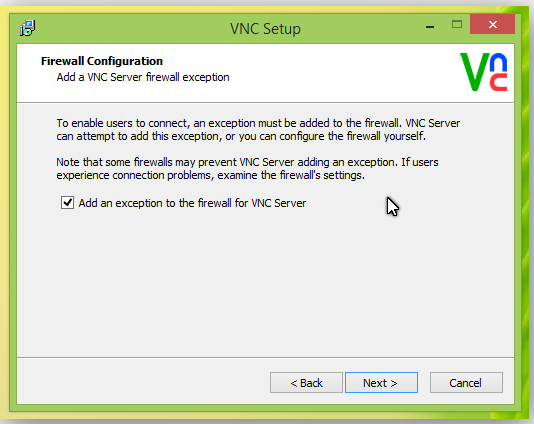 VNC Setup
Firewall Configuration
Add a VNC Server firewall exception
VNC
To enable users to connect, an exception must be added to the firewall. VNC Server
can attempt to add this exception, or you can configure the firewall yourself.
Note that some firewalls may prevent VNC Server adding an exception. If users
experience connection problems, examine the firewall's settings.
Add an exception to the firewall for VNC Server
< Back
Next >
Cancel